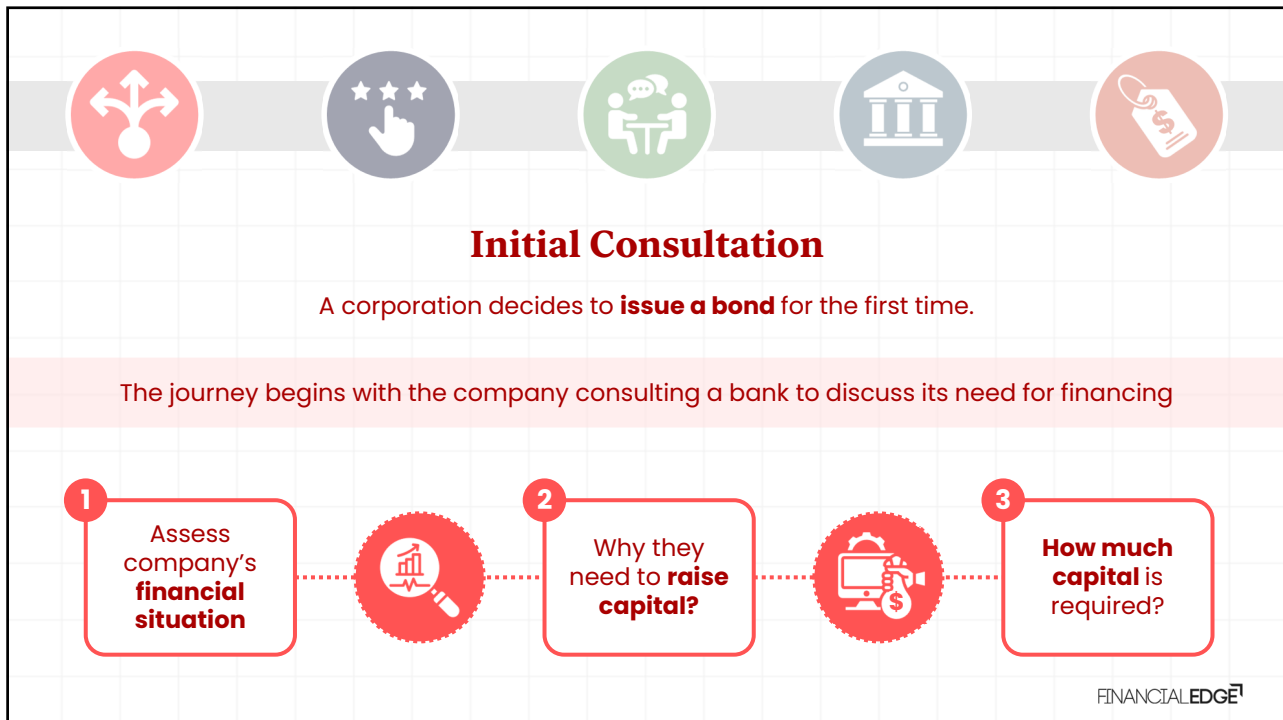 Initial Consultation
A corporation decides to issue a bond for the first time.
The journey begins with the company consulting a bank to discuss its need for financing
1
Assess
company’s
financial
situation
2
Why they
need to raise
capital?
$
3
How much
capital is
required?
$
FINANCIALEDGE